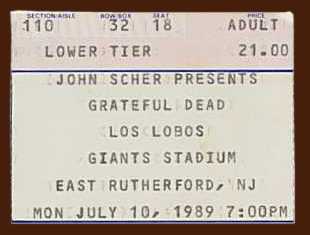 SECTION/AISLE ROW/BOX SEAT PRICE
110 32 18 ADULT
LOWER TIER 21.00
JOHN SCHER PRESENTS
GRATEFUL DEAD
LOS LOBOS
GIANTS STADIUM
EAST RUTHERFORD, NJ
MON JULY 10, 1989 7:00PM